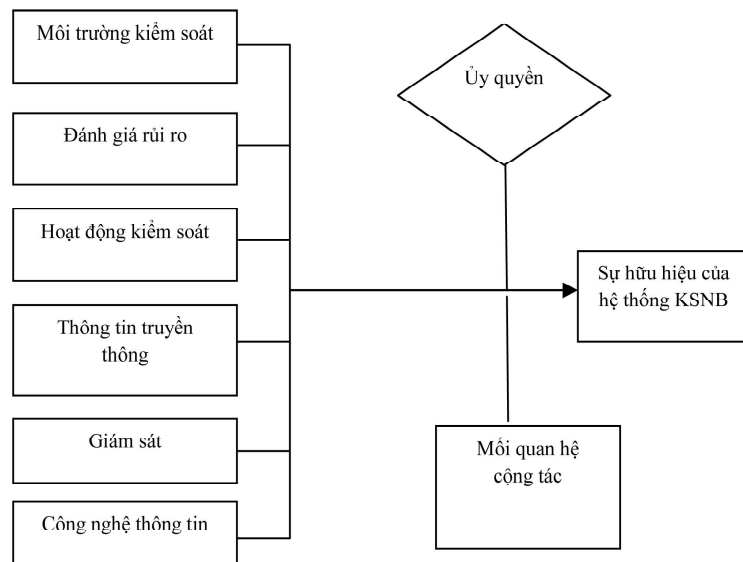 Môi trường kiểm soát
Đánh giá rủi ro
Hoạt động kiểm soát
Thông tin truyền
thông
Giám sát
Công nghệ thông tin
Ủy quyền
Sự hữu hiệu của
hệ thống KSNB
Mối quan hệ
cộng tác